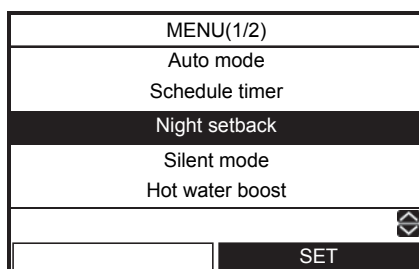 MENU(1/2)
Auto mode
Schedule timer
Night setback
Silent mode
Hot water boost
SET